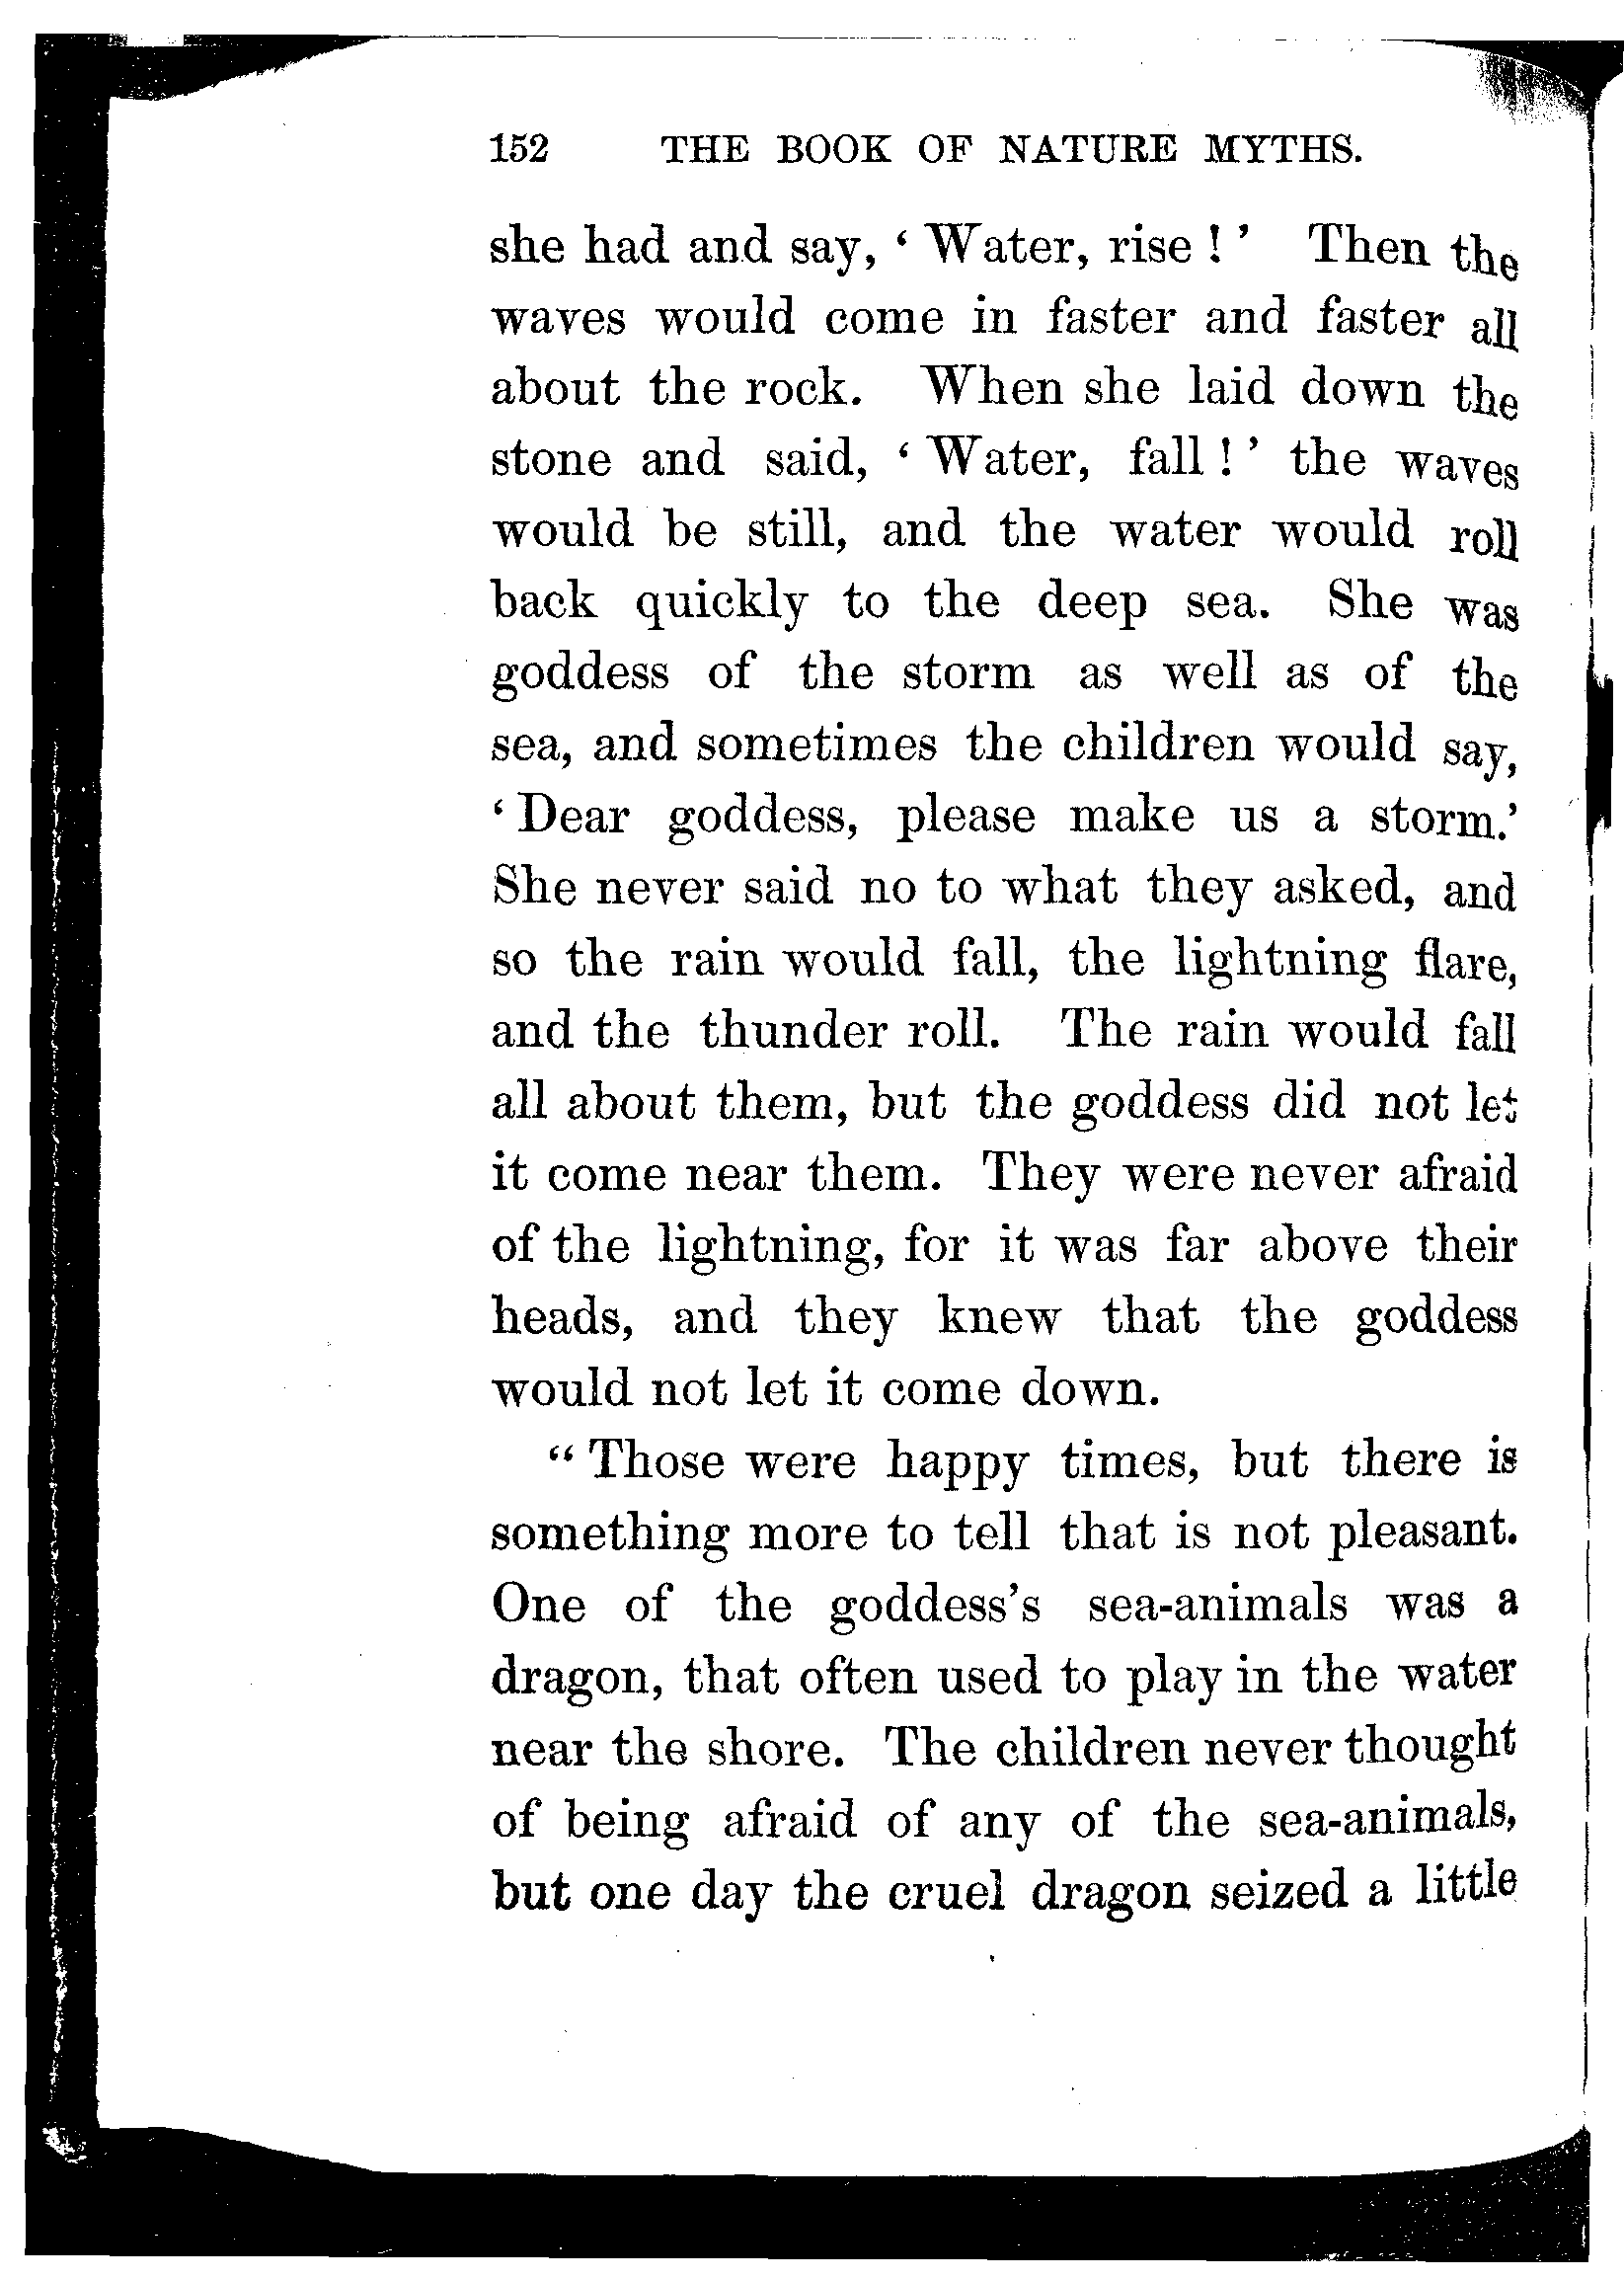 152 THE BOOK OF NATURE MYTHS.
she had and say, ‘Water, rise!’ Then the
waves would come in faster and faster all
about the rock. When she laid down the
stone and said, ‘Water, fall!’ the waves
would be still, and the water would roll
back quickly to the deep sea. She was
goddess of the storm as well as of the
sea, and sometimes the children would say,
‘Dear goddess, please make us a storm.’
She never said no to what they asked, and
so the rain would fall, the lightning flare,
and the thunder roll. The rain would fall
all about them, but the goddess did not let
it come near them. They were never afraid
of the lightning, for it was far above their
heads, and they knew that the goddess
would not let it come down.
“Those were happy times, but there is
something more to tell that is not pleasant.
One of the goddess's sea-animals was a
dragon, that often used to play in the water
near the shore. The children never thought
of being afraid of any of the sea-animals,
but one day the cruel dragon seized a little